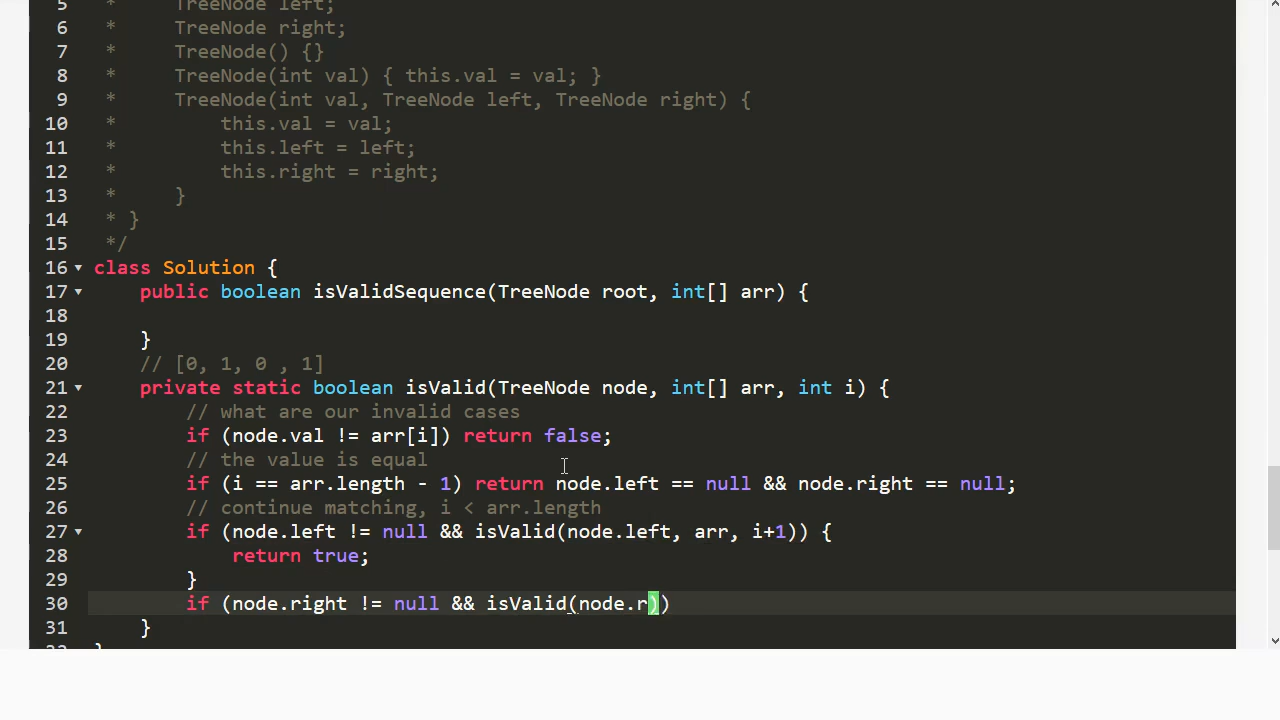 5 * TreeNode left;
6 * TreeNode right;
7 * TreeNode() {}
8 * TreeNode(int val) { this.val = val; }
9 * TreeNode(int val, TreeNode left, TreeNode right) {
10 * this.val = val;
11 * this.left = left;
12 * this.right = right;
13 * }
14 * }
15 */
16 class Solution {
17 public boolean isValidSequence(TreeNode root, int[] arr) {
18
19 }
20 // [0, 1, 0 , 1]
21 private static boolean isValid(TreeNode node, int[] arr, int i) {
22 // what are our invalid cases
23 if (node.val != arr[i]) return false;
24 // the value is equal
25 if (i == arr.length - 1) return node.left == null && node.right == null;
26 // continue matching, i < arr.length
27 if (node.left != null && isValid(node.left, arr, i+1)) {
28 return true;
29 }
30 if (node.right != null && isValid(node.r))
31 }